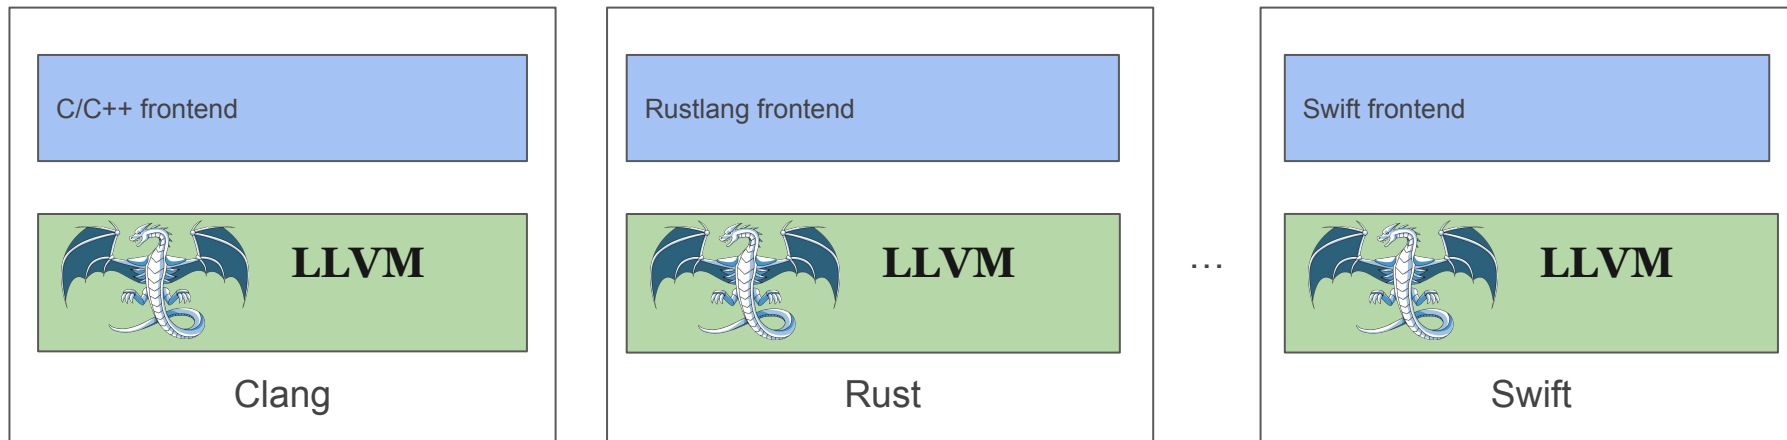 C/C++ frontend
Rustlang frontend
Swift frontend
LLVM
LLVM
...
LLVM
Clang
Rust
Swift